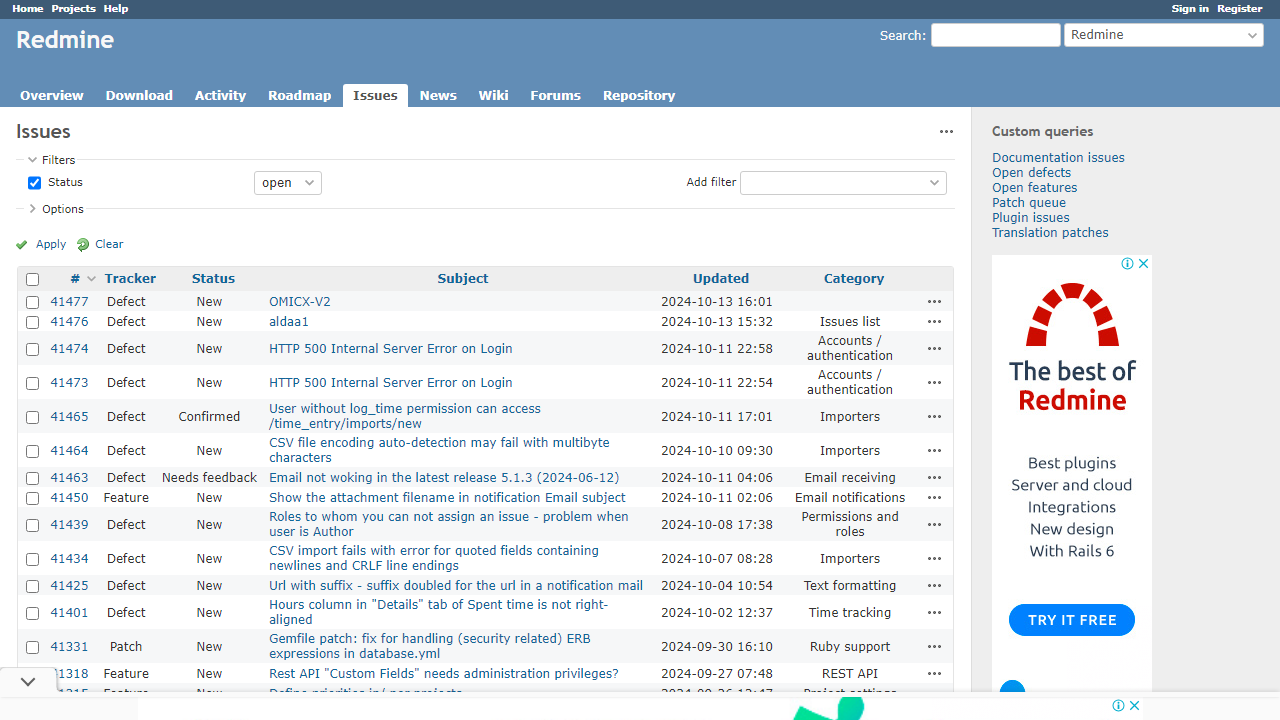 Home Projects Help Sign in Register
Redmine
Search: Redmine
Overview Download Activity Roadmap Issues News Wiki Forums Repository
Issues
Filters
Status open Add filter
Options
Apply Clear
# Tracker Status Subject Updated Category
41477 Defect New OMICX-V2 2024-10-13 16:01
41476 Defect New aldaa1 2024-10-13 15:32 Issues list
41474 Defect New HTTP 500 Internal Server Error on Login 2024-10-11 22:58 Accounts /
authentication
41473 Defect New HTTP 500 Internal Server Error on Login 2024-10-11 22:54 Accounts /
authentication
41465 Defect Confirmed User without log_time permission can access
/time_entry/imports/new 2024-10-11 17:01 Importers
41464 Defect New CSV file encoding auto-detection may fail with multibyte
characters 2024-10-10 09:30 Importers
41463 Defect Needs feedback Email not woking in the latest release 5.1.3 (2024-06-12) 2024-10-11 04:06 Email receiving
41450 Feature New Show the attachment filename in notification Email subject 2024-10-11 02:06 Email notifications
41439 Defect New Roles to whom you can not assign an issue - problem when
user is Author 2024-10-08 17:38 Permissions and
roles
41434 Defect New CSV import fails with error for quoted fields containing
newlines and CRLF line endings 2024-10-07 08:28 Importers
41425 Defect New Url with suffix - suffix doubled for the url in a notification mail 2024-10-04 10:54 Text formatting
41401 Defect New Hours column in "Details" tab of Spent time is not right-
aligned 2024-10-02 12:37 Time tracking
41331 Patch New Gemfile patch: fix for handling (security related) ERB
expressions in database.yml 2024-09-30 16:10 Ruby support
41318 Feature New Rest API "Custom Fields" needs administration privileges? 2024-09-27 07:48 REST API
Custom queries
Documentation issues
Open defects
Open features
Patch queue
Plugin issues
Translation patches
The best of
Redmine
Best plugins
Server and cloud
Integrations
New design
With Rails 6
TRY IT FREE